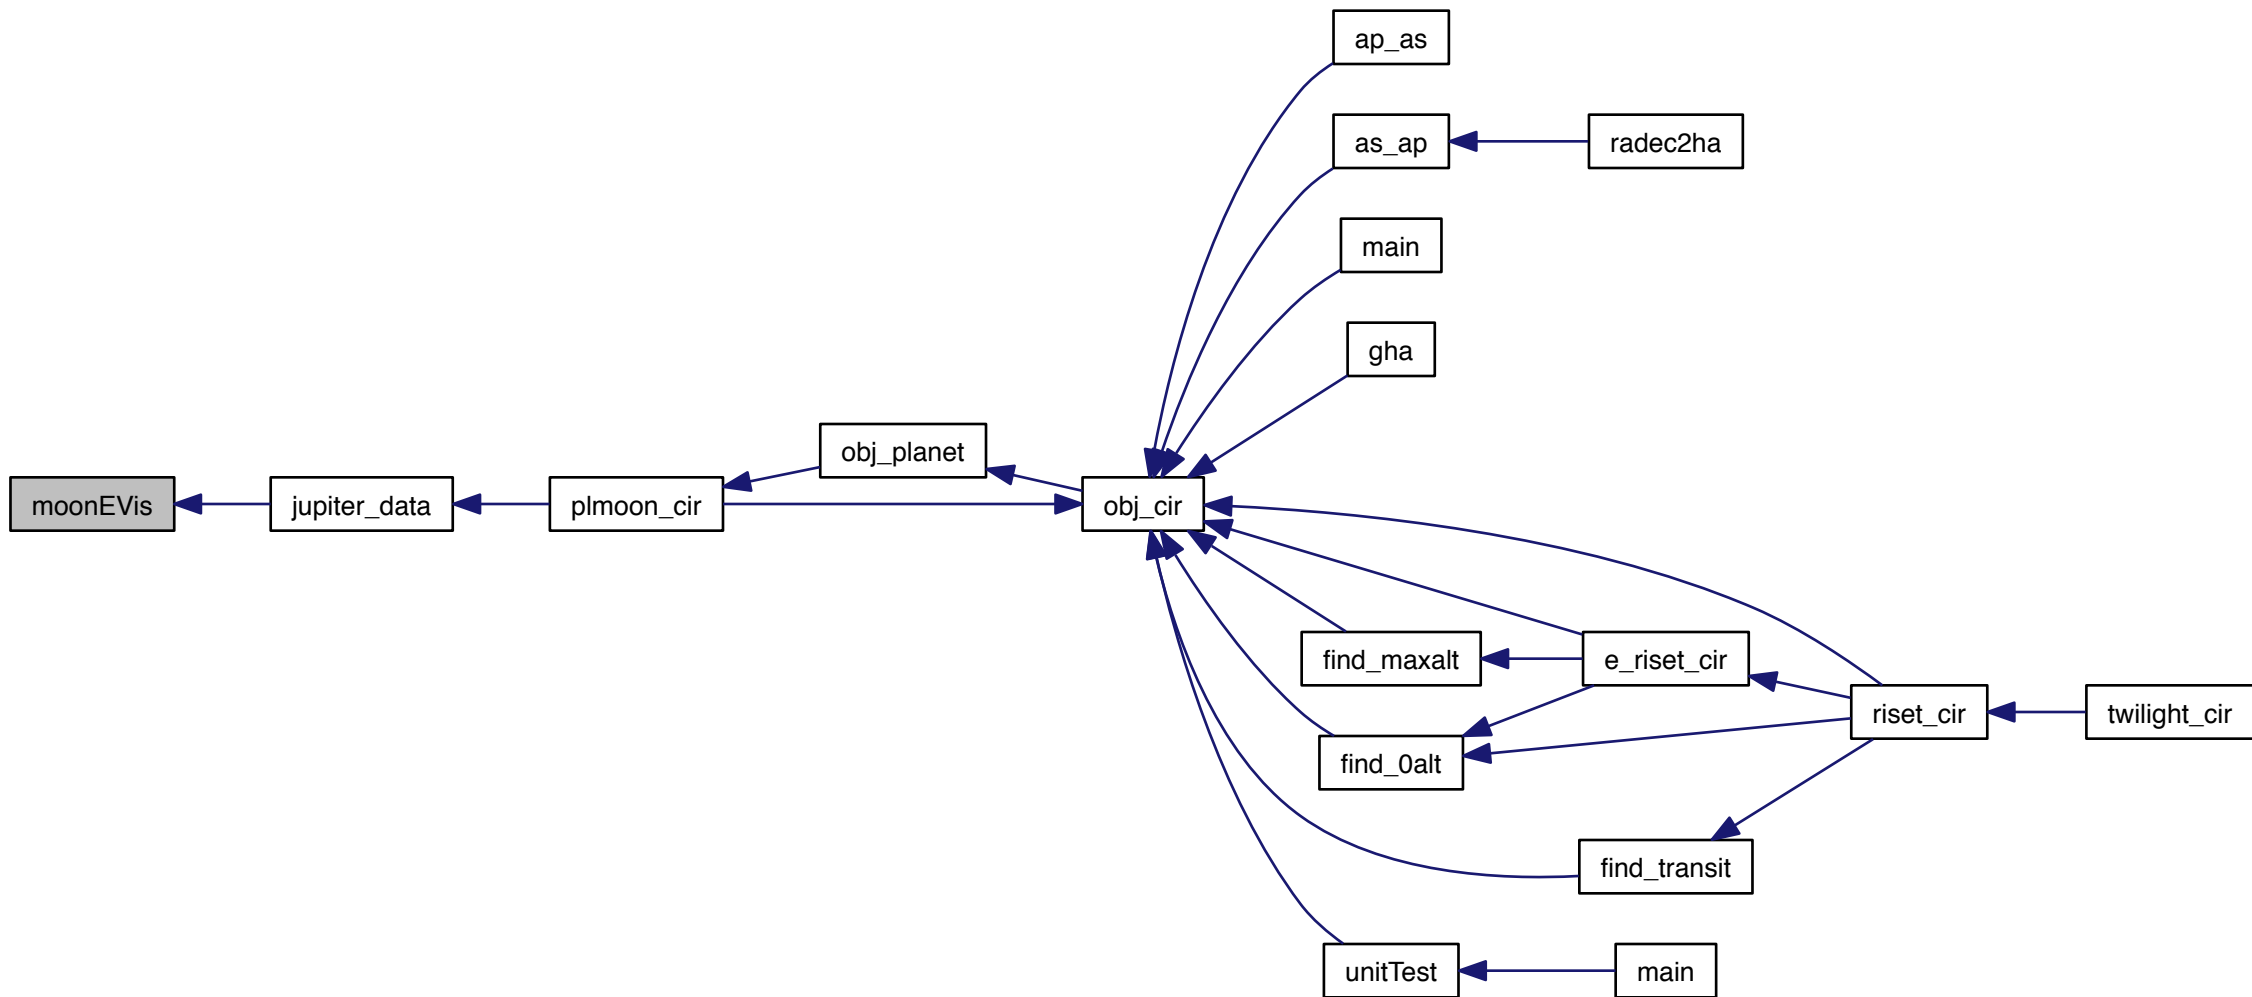 ap_as
as_ap
radec2ha
main
gha
obj_planet
moonEVis
jupiter_data
plmoon_cir
obj_cir
find_maxalt
e_riset_cir
riset_cir
twilight_cir
find_0alt
find_transit
unitTest
main